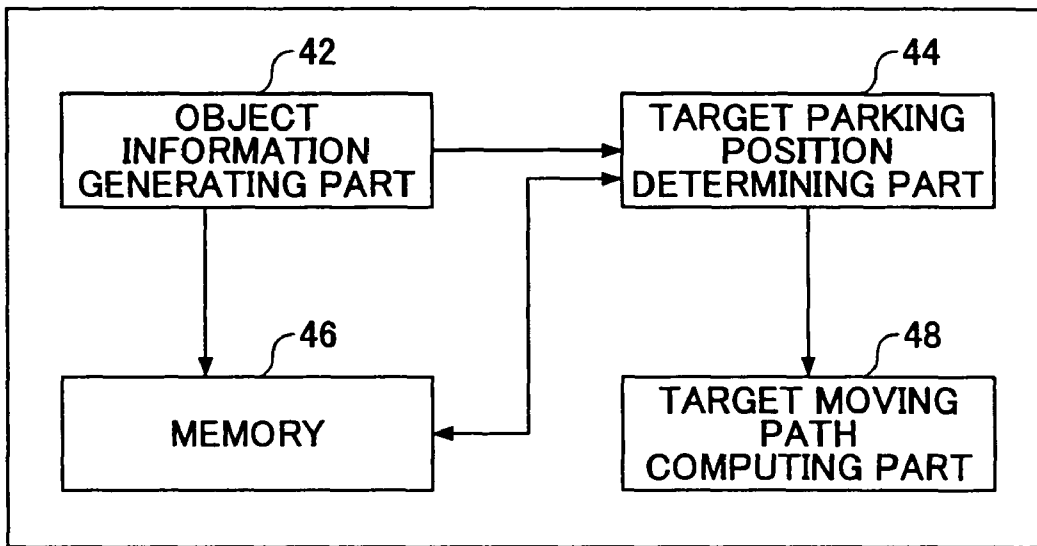 42
OBJECT
INFORMATION
GENERATING PART
44
TARGET PARKING
POSITION
DETERMINING PART
46
MEMORY
48
TARGET MOVING
PATH
COMPUTING PART